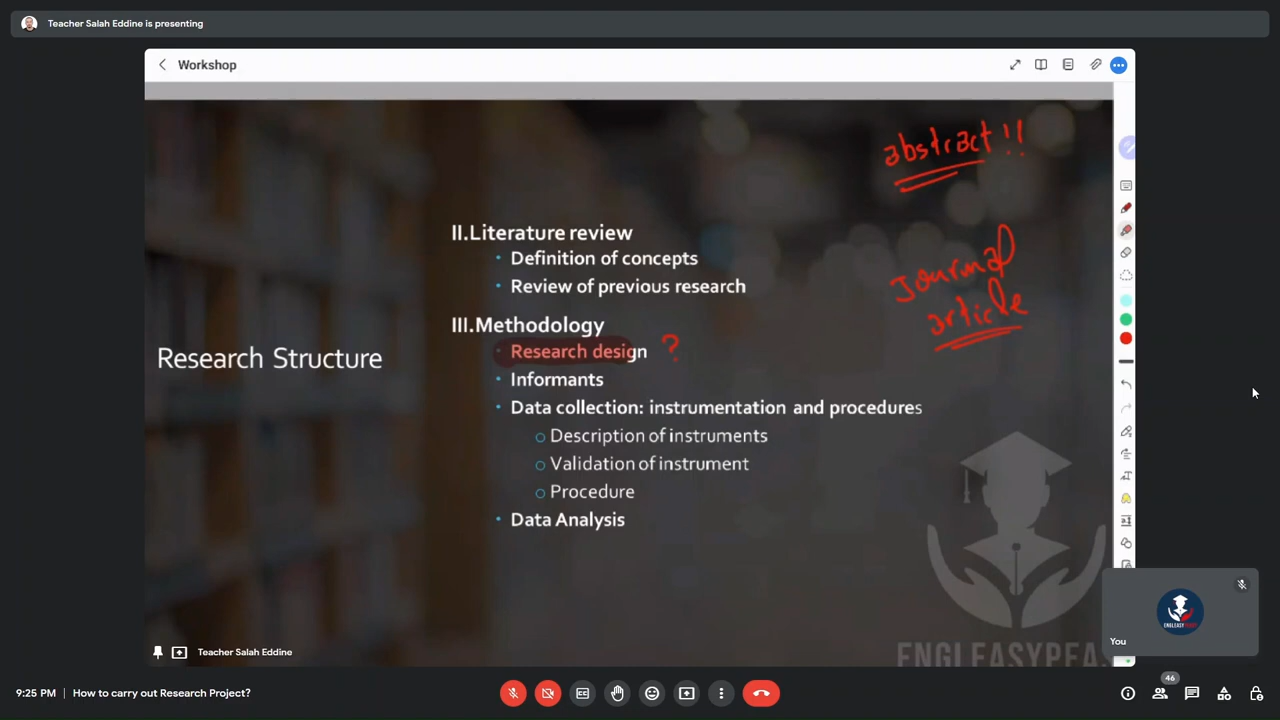 Teacher Salah Eddine is presenting
Workshop
abstract!!
II.Literature review
Definition of concepts
Review of previous research
Journal
article
III.Methodology
Research design ?
Research Structure
Informants
Data collection: instrumentation and procedures
Description of instruments
Validation of instrument
Procedure
Data Analysis
ENGLEASYPEAS
ENGLEASYPEASY
You
Teacher Salah Eddine
9:25 PM | How to carry out Research Project?
46